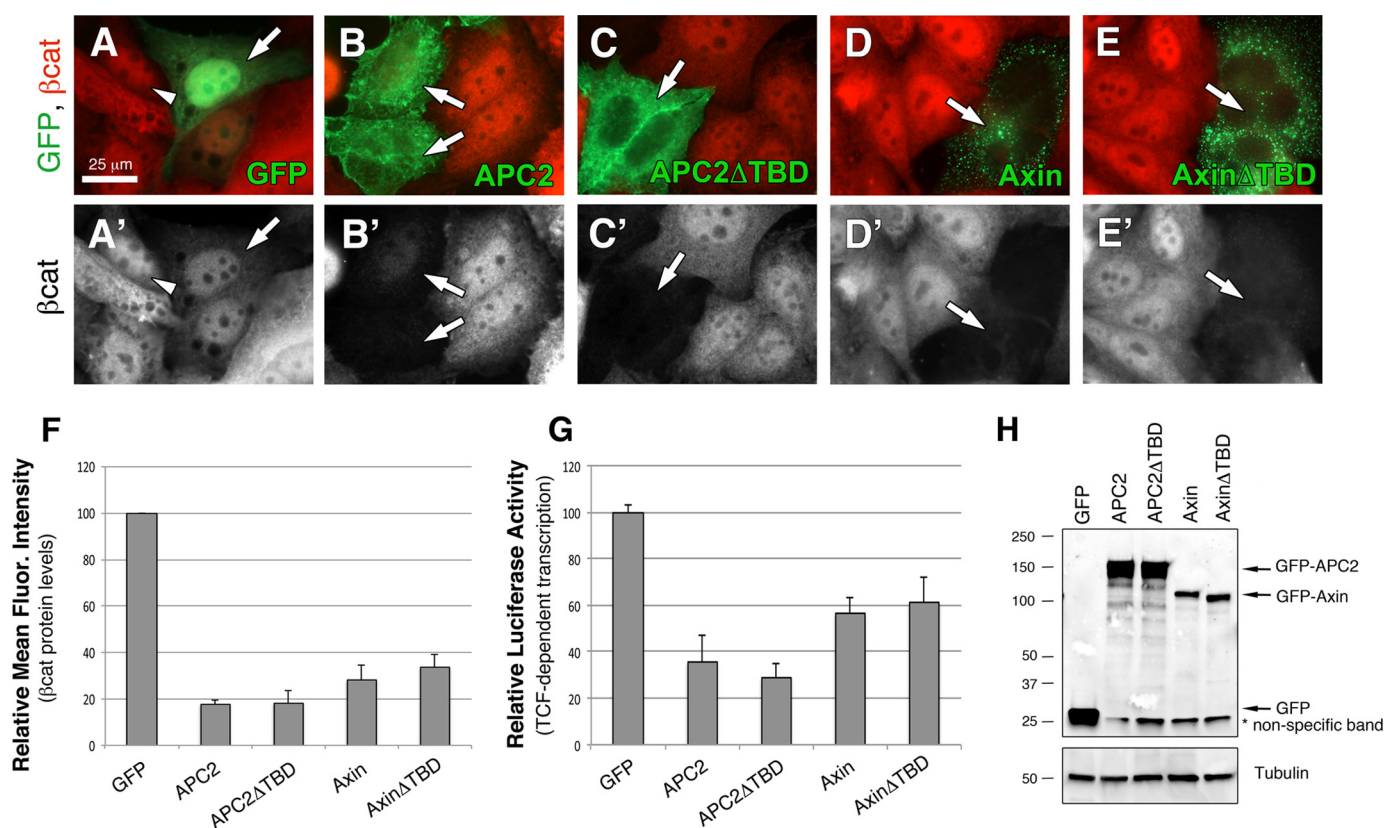 GFP, βcat
A
25 μm
GFP
B
APC2
C
APC2ΔTBD
D
Axin
E
AxinΔTBD
βcat
A'
B'
C'
D'
E'
F
Relative Mean Fluor. Intensity
(βcat protein levels)
120
100
80
60
40
20
0
GFP
APC2
APC2ΔTBD
Axin
AxinΔTBD
G
Relative Luciferase Activity
(TCF-dependent transcription)
120
100
80
60
40
20
0
GFP
APC2
APC2ΔTBD
Axin
AxinΔTBD
H
GFP
APC2
APC2ΔTBD
Axin
AxinΔTBD
250
150
100
50
37
25
GFP-APC2
GFP-Axin
GFP
* non-specific band
50
Tubulin